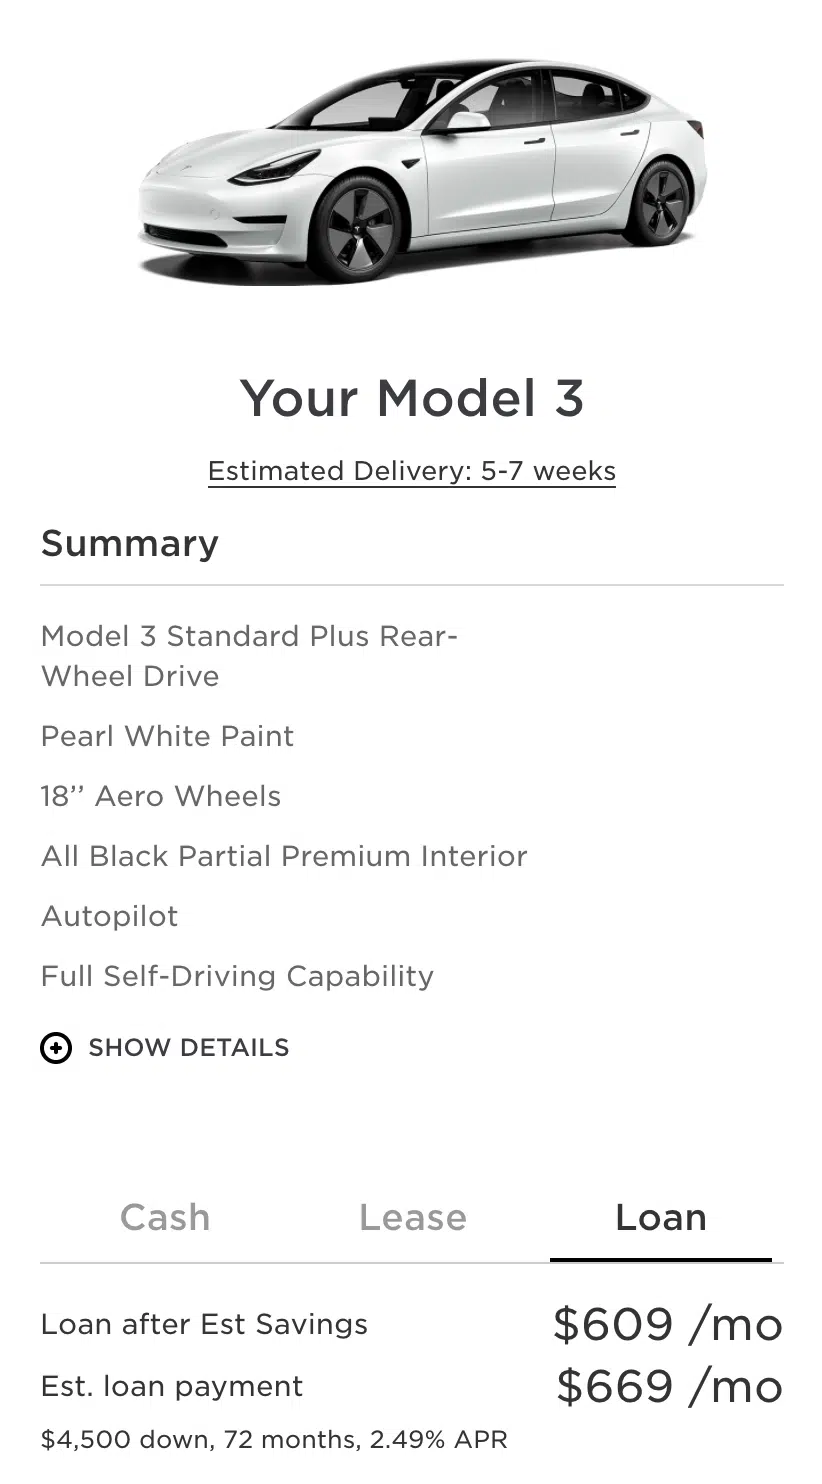 Your Model 3
Estimated Delivery: 5-7 weeks
Summary
Model 3 Standard Plus Rear-
Wheel Drive
Pearl White Paint
18’’ Aero Wheels
All Black Partial Premium Interior
Autopilot
Full Self-Driving Capability
SHOW DETAILS
Cash Lease Loan
Loan after Est Savings $609 /mo
Est. loan payment $669 /mo
$4,500 down, 72 months, 2.49% APR